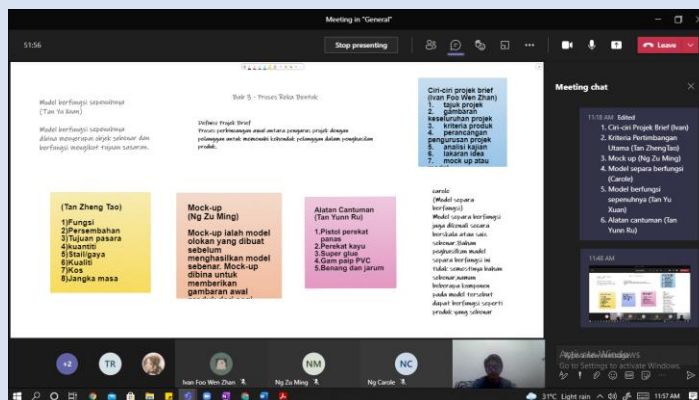 Meeting in "General"
51:56
Stop presenting
Leave
Meeting chat
Model berfungsi sepenuhnya
(Tan Yu Xuan)
Model berfungsi sepenuhnya
dibina menyerupai objek sebenar dan
berfungsi mengikut tujuan sasaran.
Bab 3 - Proses Reka Bentuk
Definisi Projek Brief
Proses perbincangan awal antara pengurus projek dengan
pelanggan untuk memenuhi kehendak pelanggan dalam penghasilan
produk.
Ciri-ciri projek brief
(Ivan Foo Wen Zhan)
1. tajuk projek
2. gambaran
keseluruhan projek
3. kriteria produk
4. perancangan
pengurusan projek
5. analisi kajian
6. lakaran idea
7. mock up atau
(Tan Zheng Tao)
1)Fungsi
2)Persembahan
3)Tujuan pasara
4)kuantiti
5)Stail/gaya
6)Kualiti
7)Kos
8)Jangka masa
Mock-up
(Ng Zu Ming)
Mock-up ialah model
olokan yang dibuat
sebelum
menghasilkan model
sebenar. Mock-up
dibina untuk
memberikan
gambaran awal
Alatan Cantuman
(Tan Yunn Ru)
1.Pistol perekat
panas
2.Perekat kayu
3.Super glue
4.Gam paip PVC
5.Benang dan jarum
carole
(Model separa
berfungsi)
Model separa berfungsi
juga dikenali secara
berskala atau saiz
sebenar.Bahan
penghasilan model
separa berfungsi ini
tidak semestinya bahan
sebenar,namun
beberapa komponen
pada model tersebut
dapat berfungsi seperti
produk yang sebenar
11:18 AM Edited
1. Ciri-ciri Projek Brief (Ivan)
2. Kriteria Pertimbangan
Utama (Tan ZhengTao)
3. Mock up (Ng Zu Ming)
4. Model separa berfungsi
(Carole)
5. Model berfungsi
sepenuhnya (Tan Yu
Xuan)
6. Alatan cantuman (Tan
Yunn Ru)
11:48 AM
Activate Windows
Go to Settings to activate Windows.
+2
TR
NM
NC
Ivan Foo Wen Zhan
Ng Zu Ming
Ng Carole
31°C Light rain
11:57 AM